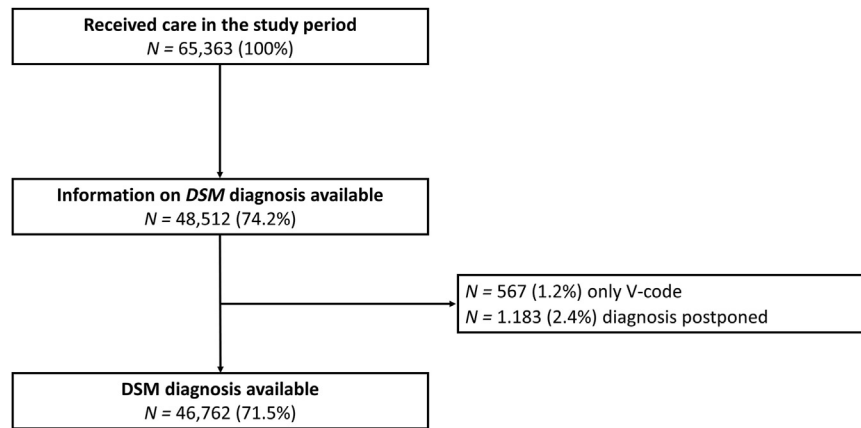 Received care in the study period
N = 65,363 (100%)
Information on DSM diagnosis available
N = 48,512 (74.2%)
N = 567 (1.2%) only V-code
N = 1.183 (2.4%) diagnosis postponed
DSM diagnosis available
N = 46,762 (71.5%)